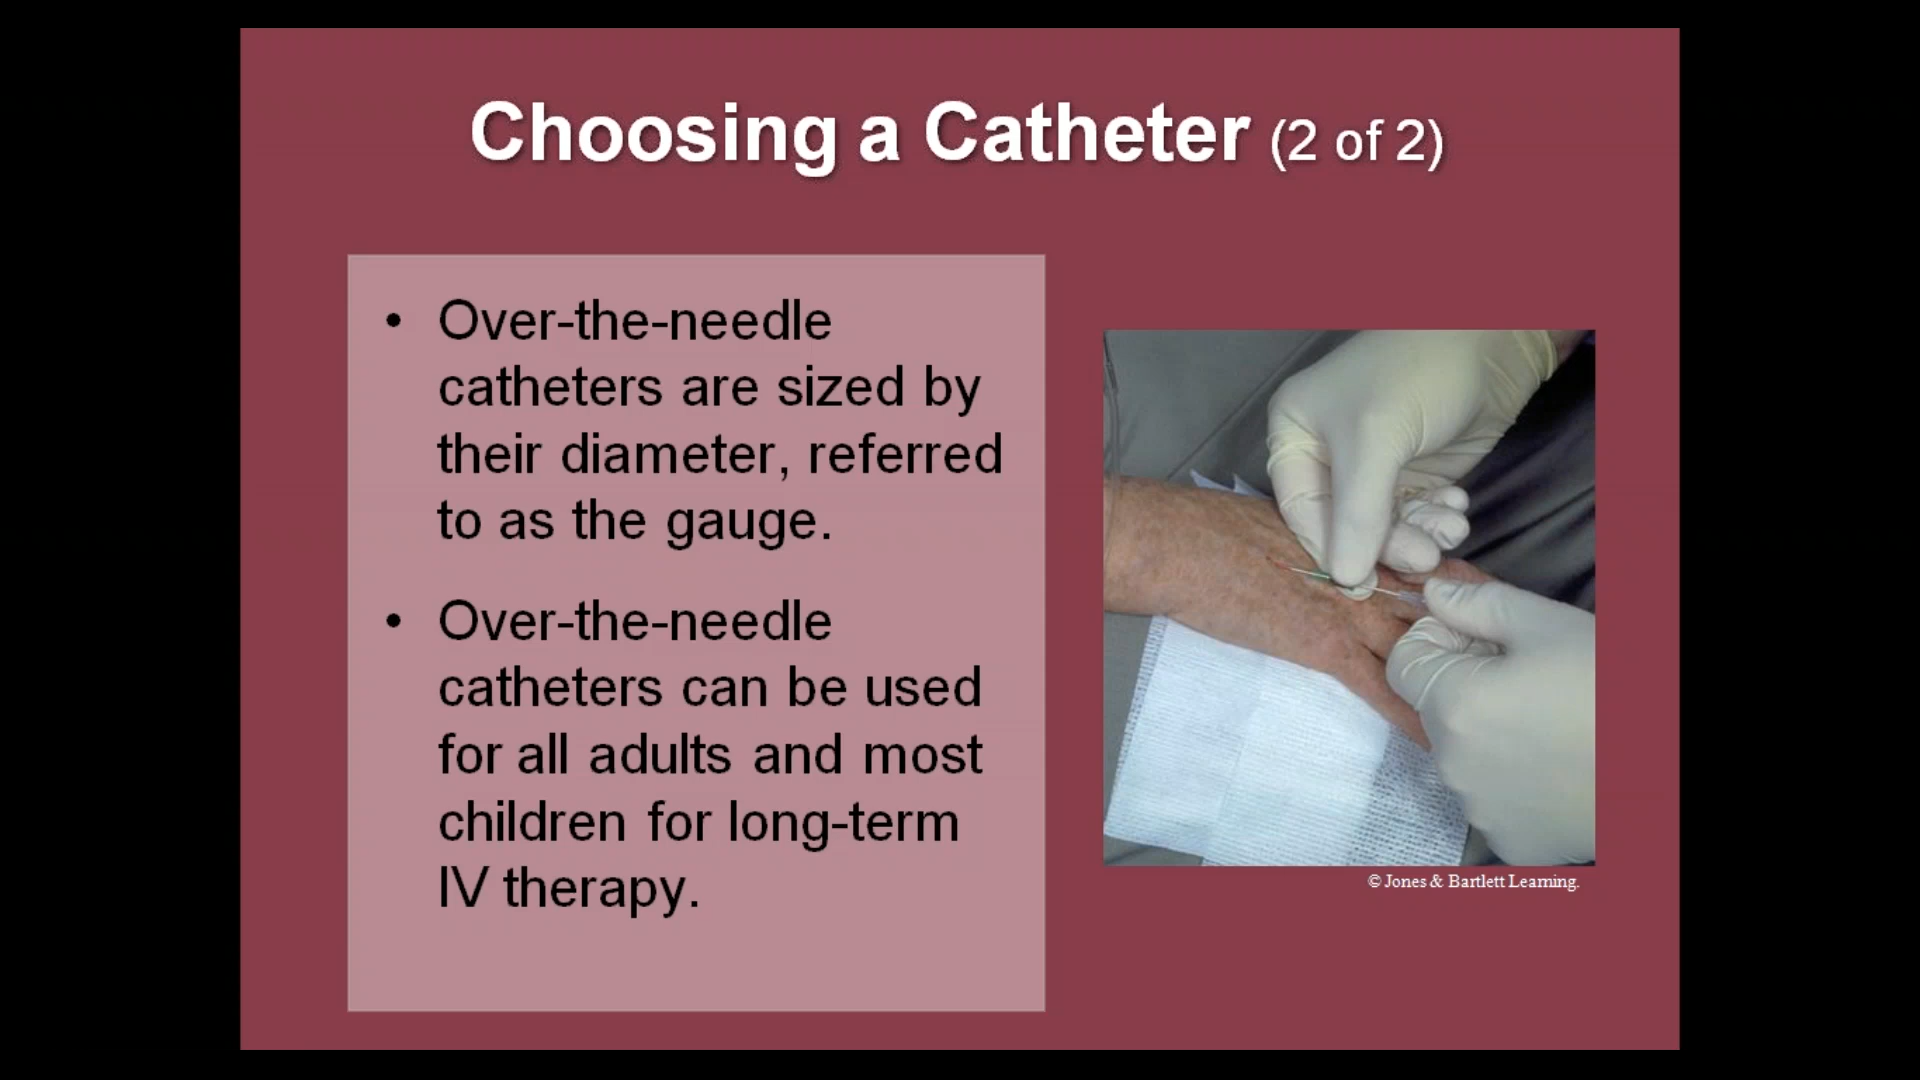 Choosing a Catheter (2 of 2)
• Over-the-needle
catheters are sized by
their diameter, referred
to as the gauge.
• Over-the-needle
catheters can be used
for all adults and most
children for long-term
IV therapy.
© Jones & Bartlett Learning.